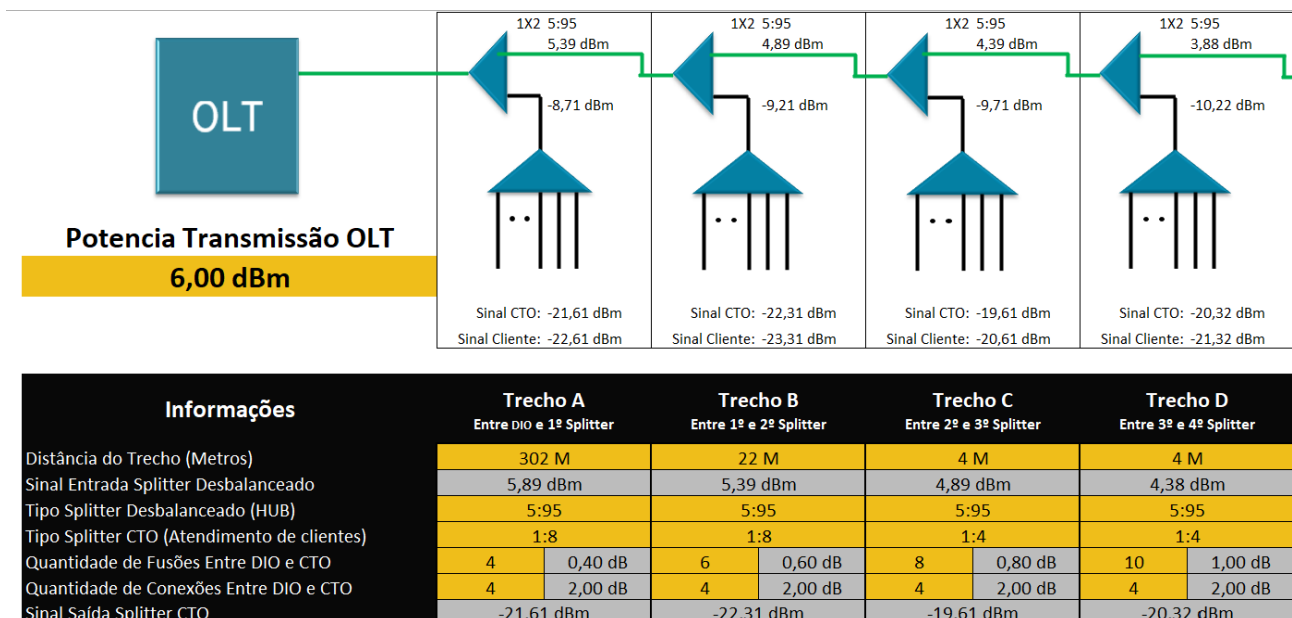 1X2 5:95 1X2 5:95 1X2 5:95 1X2 5:95
5,39 dBm 4,89 dBm 4,39 dBm 3,88 dBm
OLT
-8,71 dBm -9,21 dBm -9,71 dBm -10,22 dBm
Potencia Transmissão OLT
6,00 dBm
Sinal CTO: -21,61 dBm Sinal CTO: -22,31 dBm Sinal CTO: -19,61 dBm Sinal CTO: -20,32 dBm
Sinal Cliente: -22,61 dBm Sinal Cliente: -23,31 dBm Sinal Cliente: -20,61 dBm Sinal Cliente: -21,32 dBm
Informações Trecho A Trecho B Trecho C Trecho D
Entre DIO e 1º Splitter Entre 1º e 2º Splitter Entre 2º e 3º Splitter Entre 3º e 4º Splitter
Distância do Trecho (Metros) 302 M 22 M 4 M 4 M
Sinal Entrada Splitter Desbalanceado 5,89 dBm 5,39 dBm 4,89 dBm 4,38 dBm
Tipo Splitter Desbalanceado (HUB) 5:95 5:95 5:95 5:95
Tipo Splitter CTO (Atendimento de clientes) 1:8 1:8 1:4 1:4
Quantidade de Fusões Entre DIO e CTO 4 0,40 dB 6 0,60 dB 8 0,80 dB 10 1,00 dB
Quantidade de Conexões Entre DIO e CTO 4 2,00 dB 4 2,00 dB 4 2,00 dB 4 2,00 dB
Sinal Saída Splitter CTO -21,61 dBm -22,31 dBm -19,61 dBm -20,32 dBm